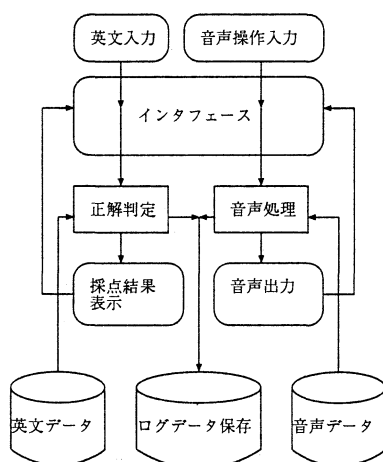 英文入力
音声操作入力
インタフェース
正解判定
音声処理
採点結果
表示
音声出力
英文データ
ログデータ保存
音声データ